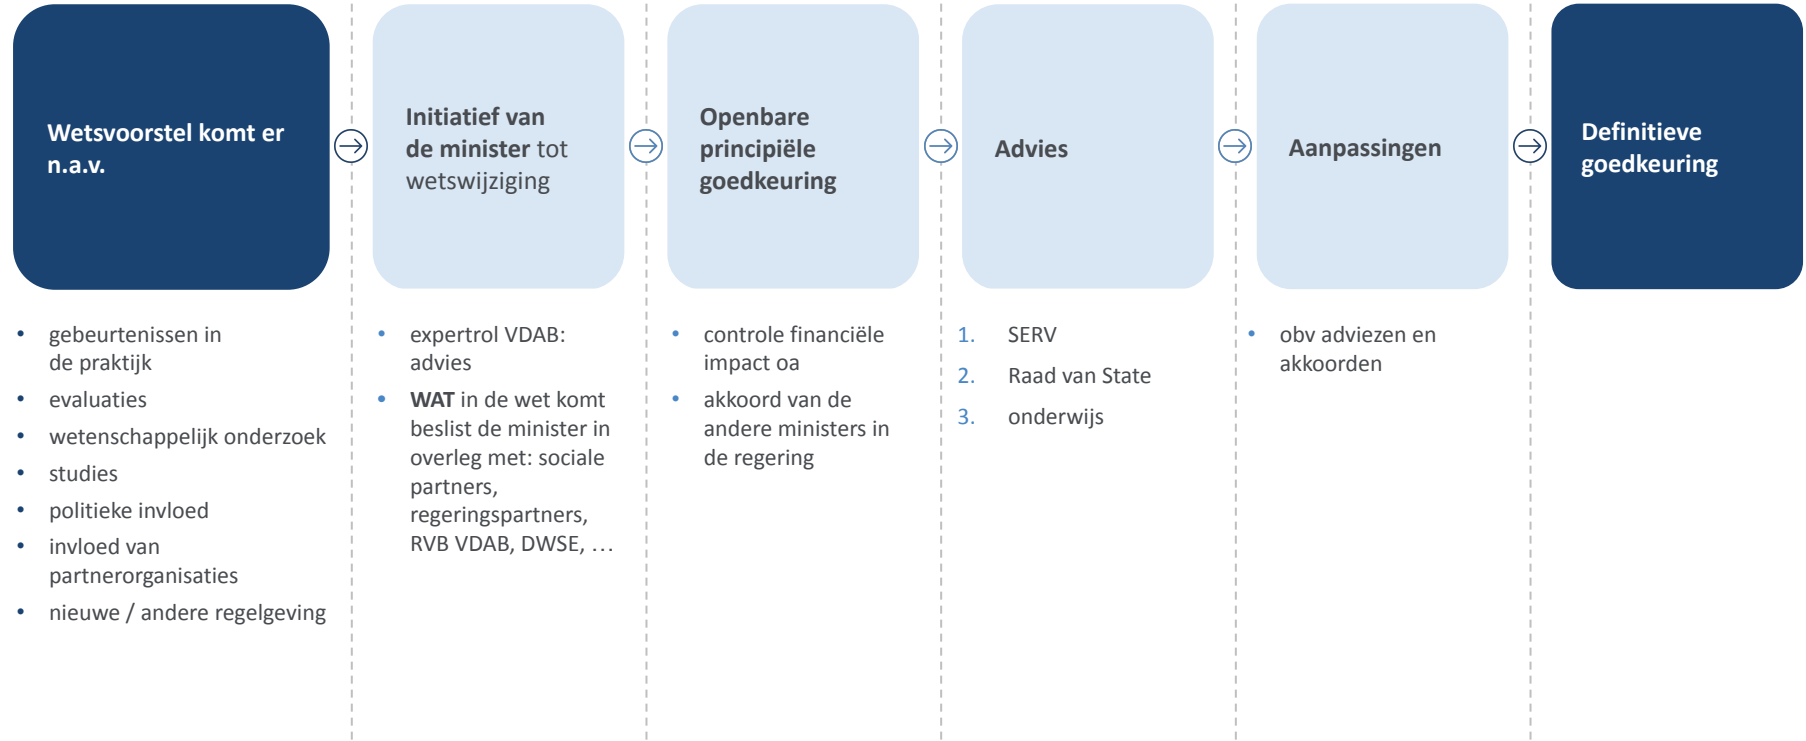 Wetsvoorstel komt er
n.a.v.
Initiatief van
de minister tot
wetswijziging
Openbare
principiële
goedkeuring
Advies
Aanpassingen
Definitieve
goedkeuring
• gebeurtenissen in
de praktijk
• evaluaties
• wetenschappelijk onderzoek
• studies
• politieke invloed
• invloed van
partnerorganisaties
• nieuwe / andere regelgeving
• expertrol VDAB:
advies
• WAT in de wet komt
beslist de minister in
overleg met: sociale
partners,
regeringspartners,
RVB VDAB, DWSE, …
• controle financiële
impact oa
• akkoord van de
andere ministers in
de regering
1. SERV
2. Raad van State
3. onderwijs
• obv adviezen en
akkoorden